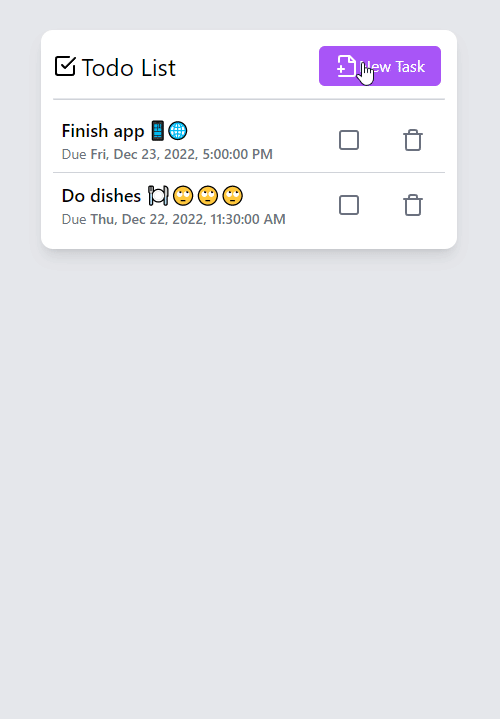 Todo List
New Task
Finish app 📱🌐
Due Fri, Dec 23, 2022, 5:00:00 PM
Do dishes 🍽🙄🙄🙄
Due Thu, Dec 22, 2022, 11:30:00 AM